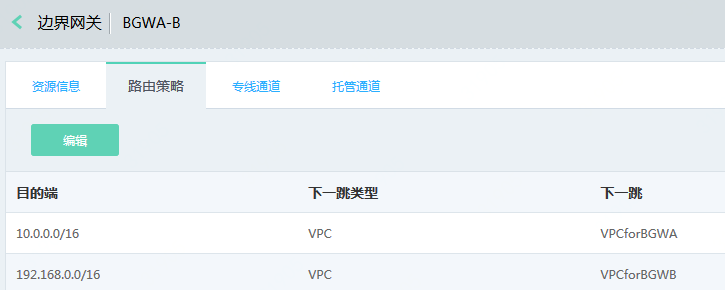 边界网关 BGWA-B
资源信息 路由策略 专线通道 托管通道
编辑
目的端 下一跳类型 下一跳
10.0.0.0/16 VPC VPCforBGWA
192.168.0.0/16 VPC VPCforBGWB